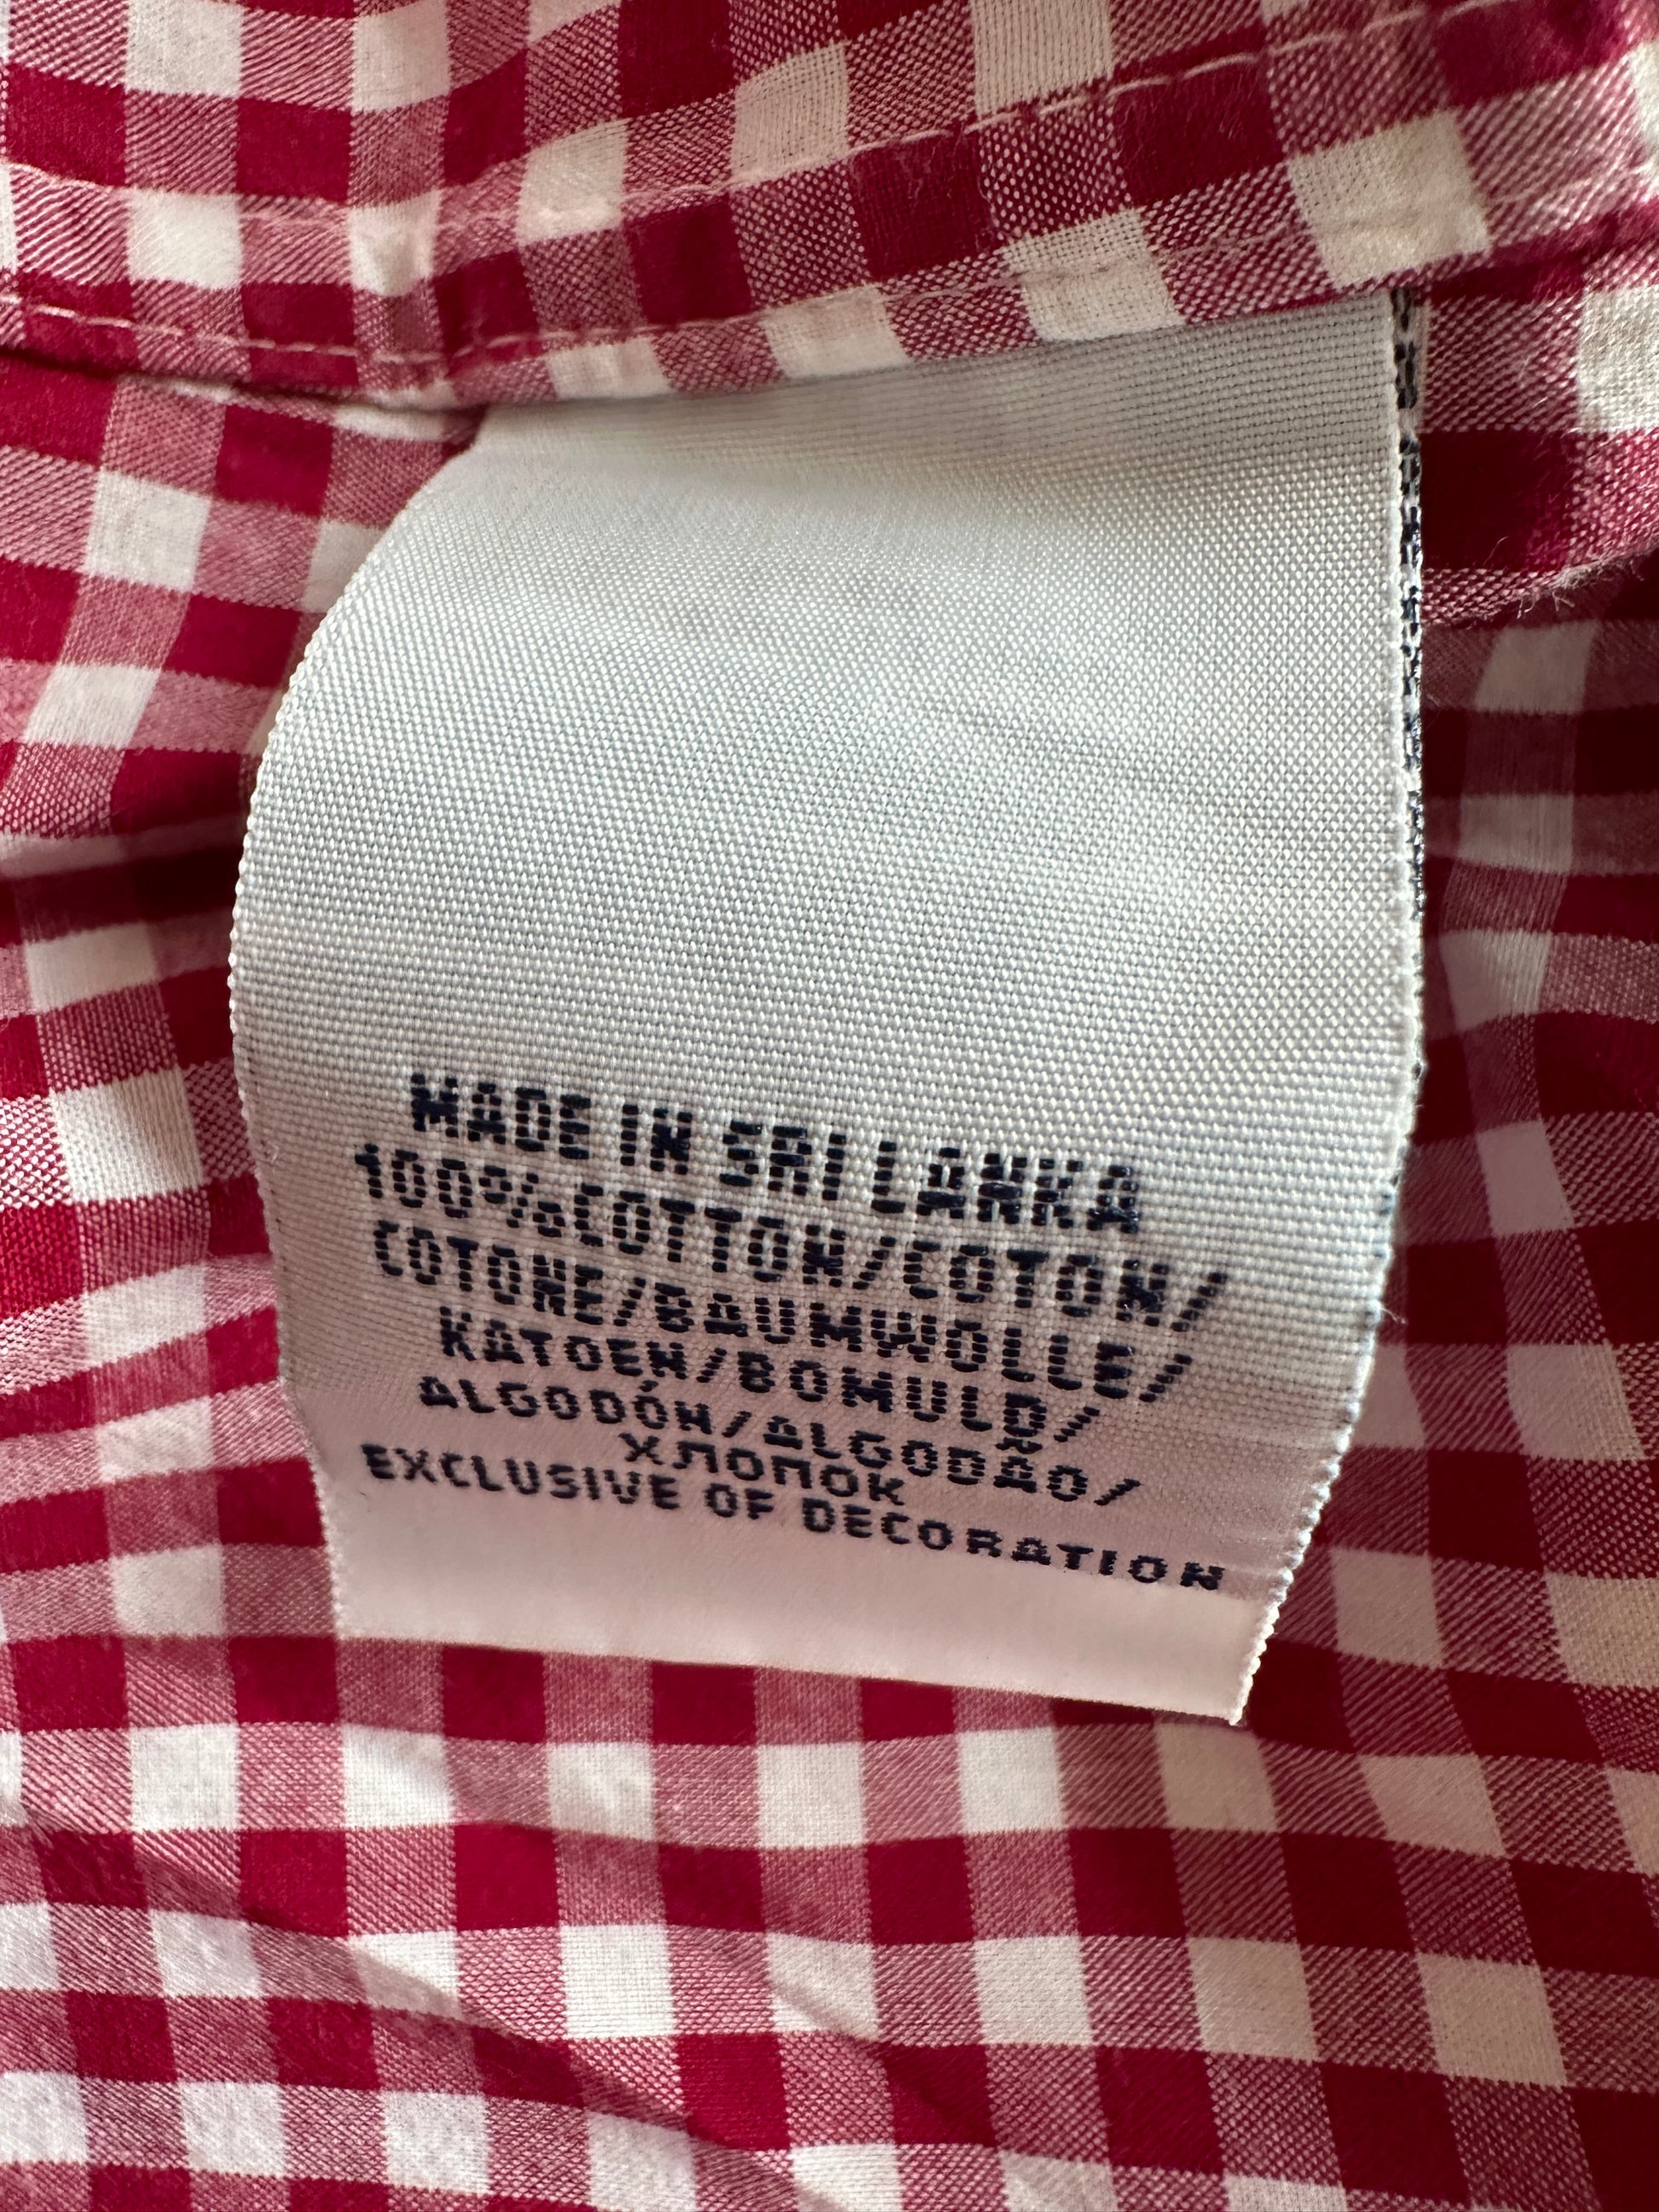 MADE IN SRI LANKA
100%COTTON/COTON/
COTONE/BAUMWOLLE/
KATOEN/BOMULD/
ALGODÓN/ALGODÃO/
ХЛОПОК
EXCLUSIVE OF DECORATION